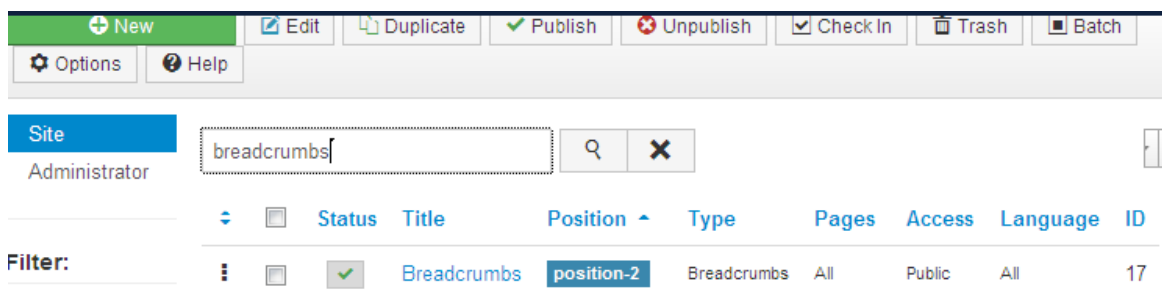 New Edit Duplicate Publish Unpublish Check In Trash Batch
Options Help
Site
Administrator
breadcrumbs
Status Title Position Type Pages Access Language ID
Filter:
Breadcrumbs position-2 Breadcrumbs All Public All 17